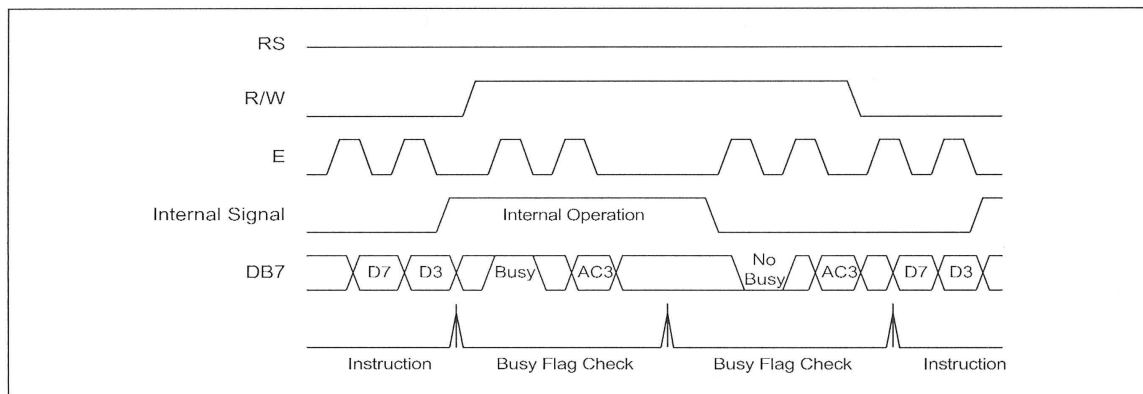 RS
R/W
E
Internal Signal
Internal Operation
DB7
D7
D3
Busy
AC3
No
Busy
AC3
D7
D3
Instruction
Busy Flag Check
Busy Flag Check
Instruction